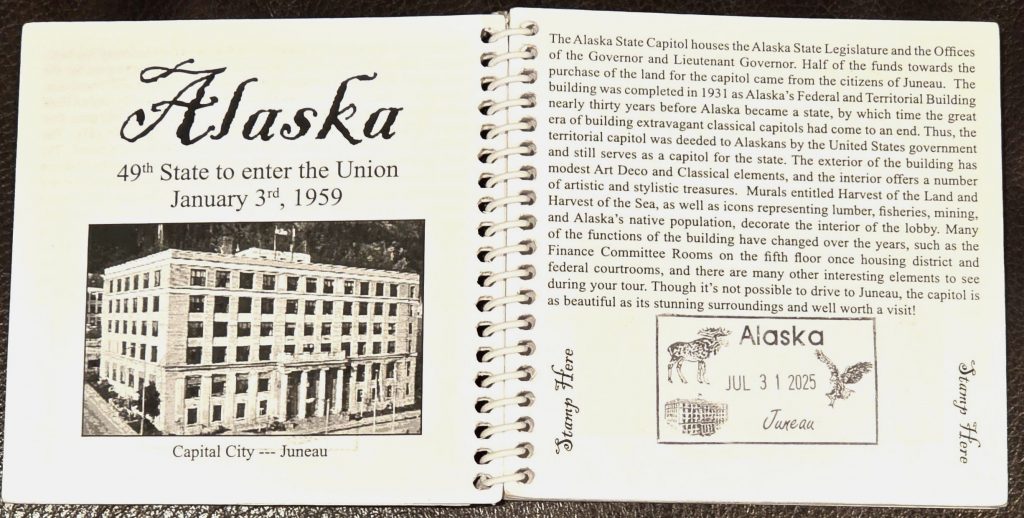 Alaska
49th State to enter the Union
January 3rd, 1959
Capital City --- Juneau
The Alaska State Capitol houses the Alaska State Legislature and the Offices
of the Governor and Lieutenant Governor. Half of the funds towards the
purchase of the land for the capitol came from the citizens of Juneau. The
building was completed in 1931 as Alaska's Federal and Territorial Building
nearly thirty years before Alaska became a state, by which time the great
era of building extravagant classical capitols had come to an end. Thus, the
territorial capitol was deeded to Alaskans by the United States government
and still serves as a capitol for the state. The exterior of the building has
modest Art Deco and Classical elements, and the interior offers a number
of artistic and stylistic treasures. Murals entitled Harvest of the Land and
Harvest of the Sea, as well as icons representing lumber, fisheries, mining,
and Alaska's native population, decorate the interior of the lobby. Many
of the functions of the building have changed over the years, such as the
Finance Committee Rooms on the fifth floor once housing district and
federal courtrooms, and there are many other interesting elements to see
during your tour. Though it's not possible to drive to Juneau, the capitol is
as beautiful as its stunning surroundings and well worth a visit!
Stamp Here
Alaska
JUL 31 2025
Juneau
Stamp Here